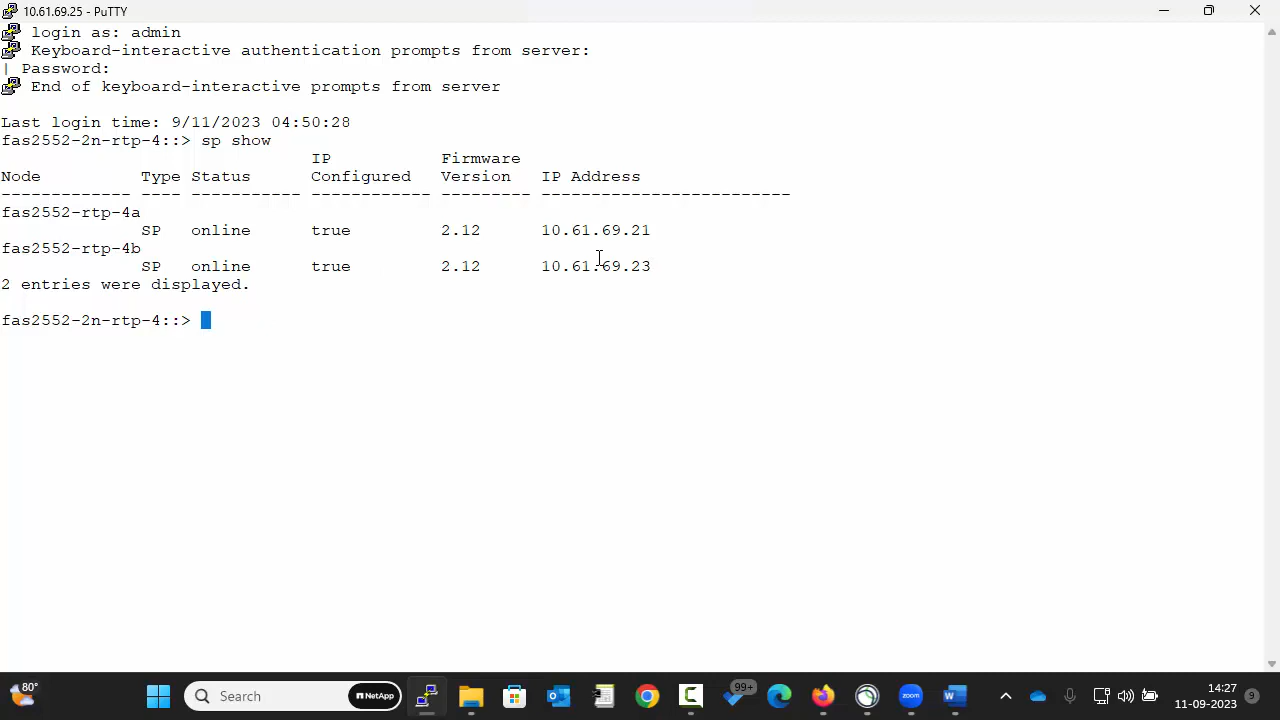 10.61.69.25 - PuTTY
login as: admin
Keyboard-interactive authentication prompts from server:
| Password:
End of keyboard-interactive prompts from server
Last login time: 9/11/2023 04:50:28
fas2552-2n-rtp-4::> sp show
IP Firmware
Node Type Status Configured Version IP Address
------------- ---- ----------- ------------ --------- -------------------------
fas2552-rtp-4a
SP online true 2.12 10.61.69.21
fas2552-rtp-4b
SP online true 2.12 10.61.69.23
2 entries were displayed.
fas2552-2n-rtp-4::>
80° Search NetApp 99+ zoom 14:27 9
11-09-2023